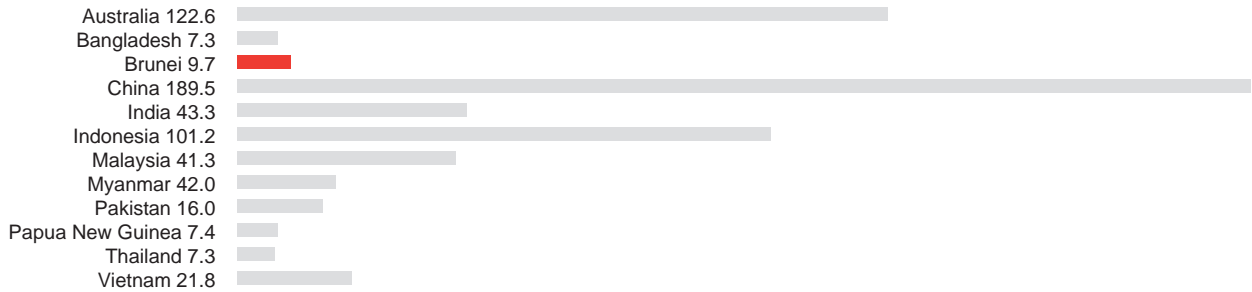 Australia 122.6
Bangladesh 7.3
Brunei 9.7
China 189.5
India 43.3
Indonesia 101.2
Malaysia 41.3
Myanmar 42.0
Pakistan 16.0
Papua New Guinea 7.4
Thailand 7.3
Vietnam 21.8